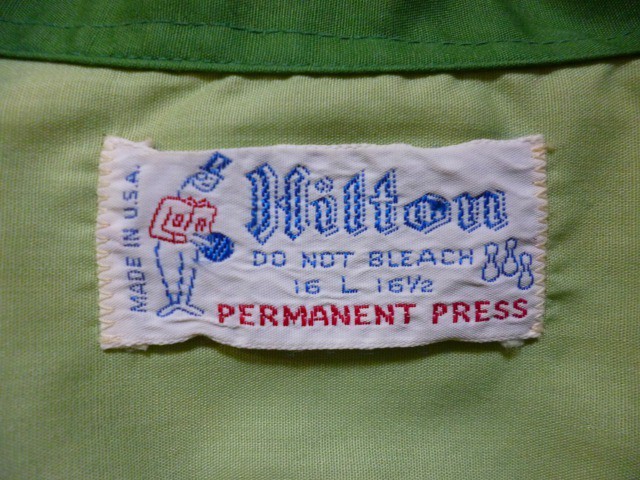 MADE IN U.S.A.
Hilton
DO NOT BLEACH
16 L 16½
PERMANENT PRESS